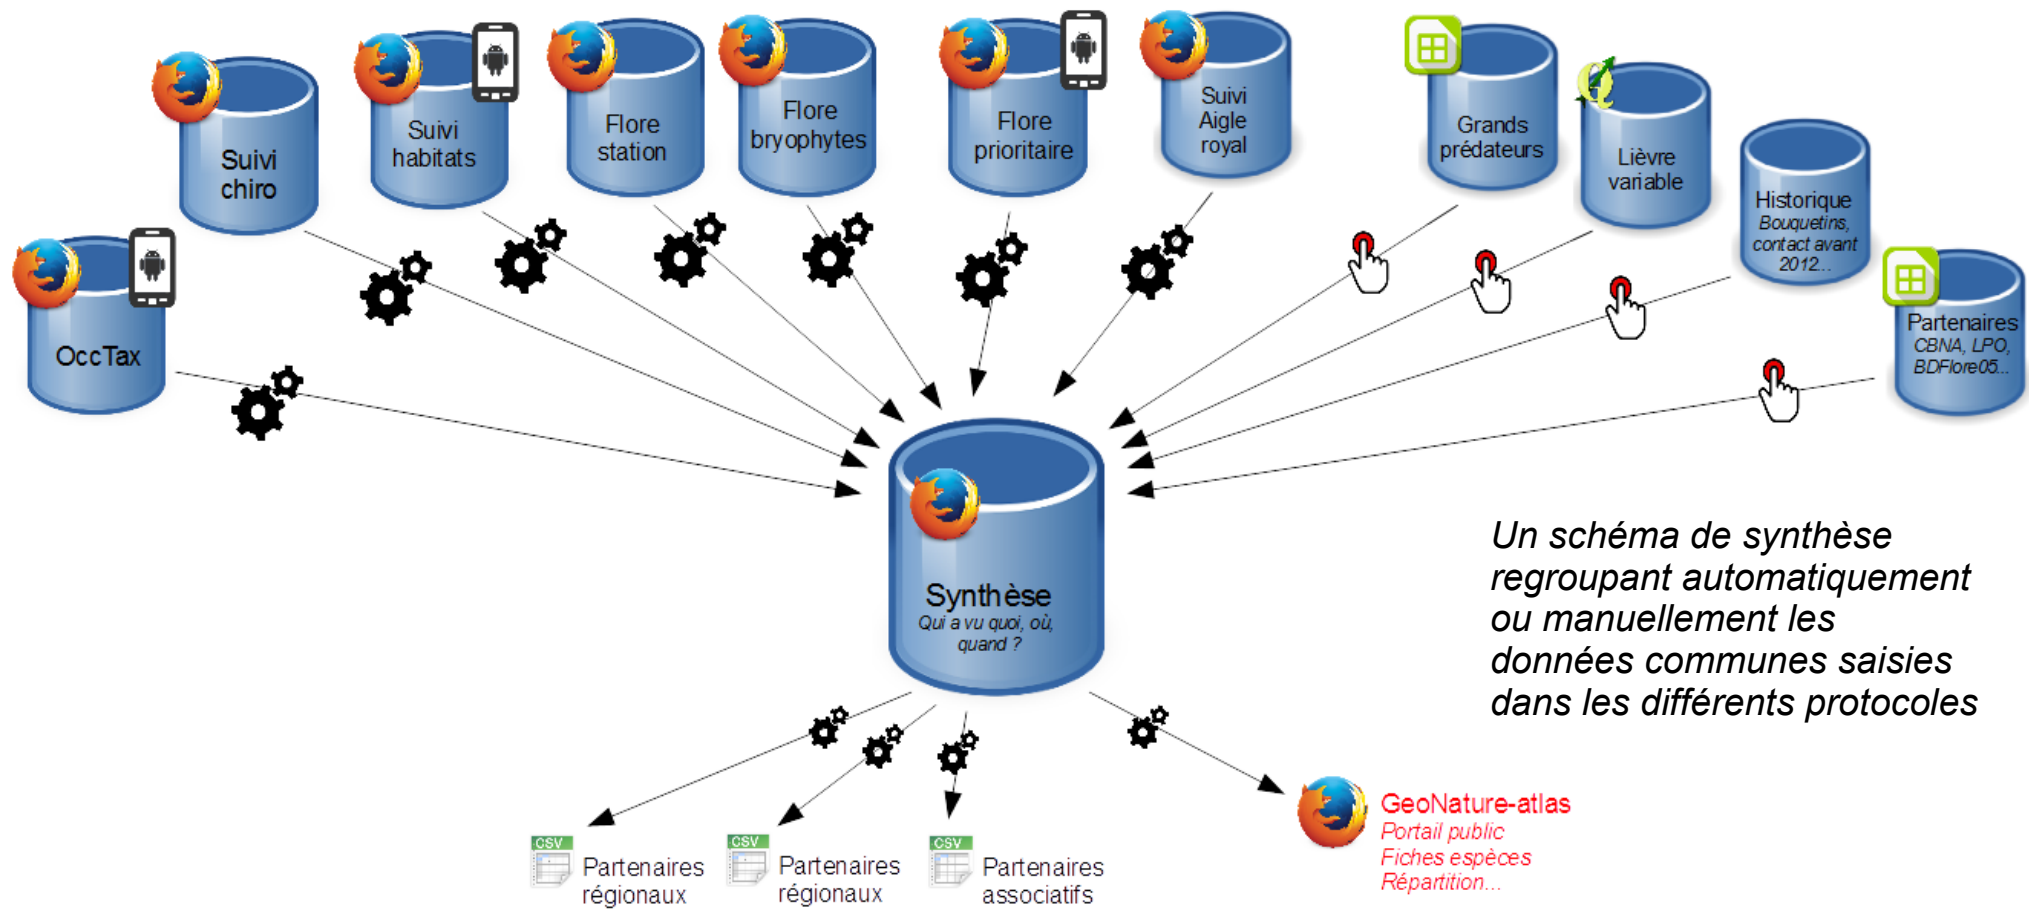 OccTax
Suivi
chiro
Suivi
habitats
Flore
station
Flore
bryophytes
Flore
prioritaire
Suivi
Aigle
royal
Grands
prédateurs
Lièvre
variable
Historique
Bouquetins,
contact avant
2012...
Partenaires
CBNA, LPO,
BDFlore05...
Synthèse
Qui a vu quoi, où,
quand ?
Un schéma de synthèse
regroupant automatiquement
ou manuellement les
données communes saisies
dans les différents protocoles
CSV
Partenaires
régionaux
CSV
Partenaires
régionaux
CSV
Partenaires
associatifs
GeoNature-atlas
Portail public
Fiches espèces
Répartition...